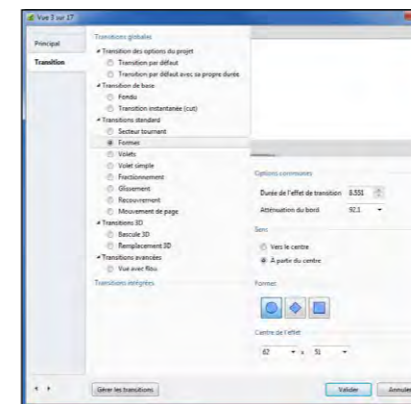 Vue 3 sur 17
Principal
Transition
Transitions globales
Transition des options du projet
Transition par défaut
Transition par défaut avec sa propre durée
Transition de base
Fondu
Transition instantanée (cut)
Transitions standard
Secteur tournant
Formes
Volets
Volet simple
Fractionnement
Glissement
Recouvrement
Mouvement de page
Transitions 3D
Bascule 3D
Remplacement 3D
Transitions avancées
Vue avec flou
Transitions intégrées
Options communes
Durée de l'effet de transition 8.551
Atténuation du bord 92.1
Sens
Vers le centre
À partir du centre
Formes
Centre de l'effet
62 x 51
Gérer les transitions
Valider
Annuler